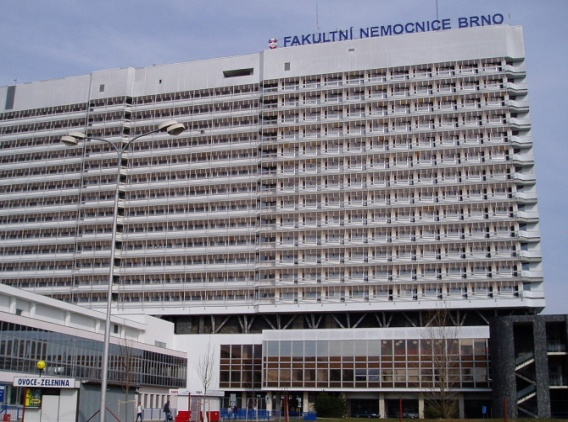 FAKULTNÍ NEMOCNICE BRNO
OVOCE-ZELENINA